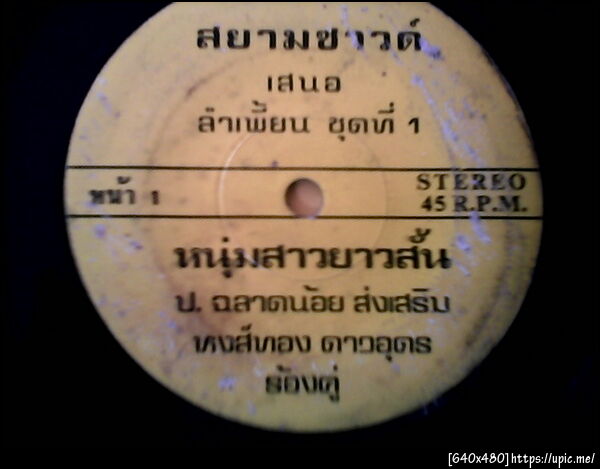 สยามซาวด์
เสนอ
ลำเพี้ยน ชุดที่ 1
หน้า 1
STEREO
45 R.P.M.
หนุ่มสาวยาวสั้น
ป. ฉลาดน้อย ส่งเสริม
หงส์ทอง ดาวอุดร
ร้องคู่
[640x480]https://upic.me/